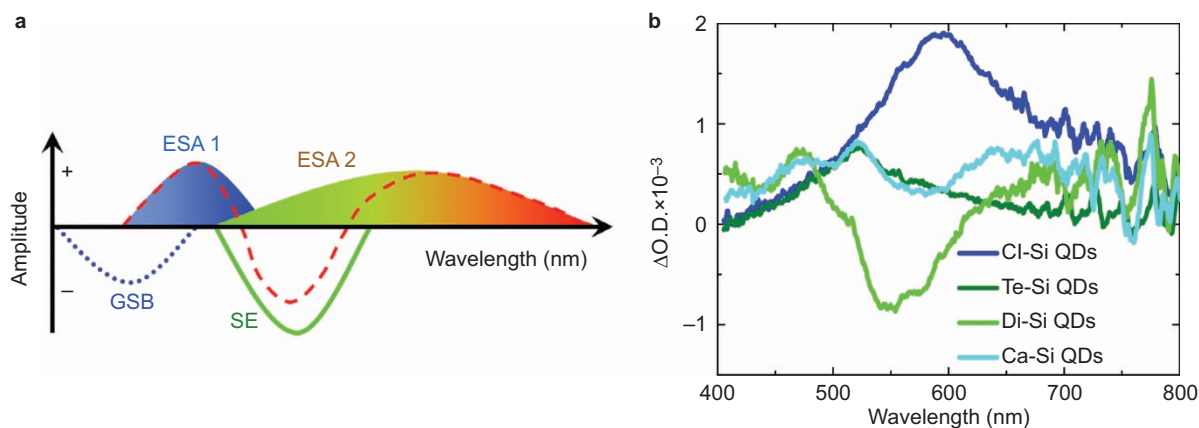 a
Amplitude
+
–
ESA 1
ESA 2
GSB
SE
Wavelength (nm)
b
ΔO.D.×10⁻³
2
1
0
–1
Cl-Si QDs
Te-Si QDs
Di-Si QDs
Ca-Si QDs
400
500
600
700
800
Wavelength (nm)